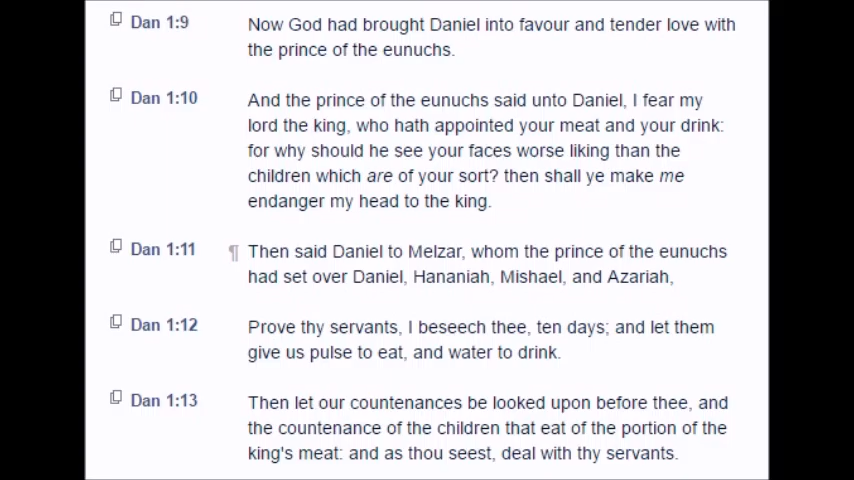 Dan 1:9 Now God had brought Daniel into favour and tender love with
the prince of the eunuchs.
Dan 1:10 And the prince of the eunuchs said unto Daniel, I fear my
lord the king, who hath appointed your meat and your drink:
for why should he see your faces worse liking than the
children which are of your sort? then shall ye make me
endanger my head to the king.
Dan 1:11 ¶ Then said Daniel to Melzar, whom the prince of the eunuchs
had set over Daniel, Hananiah, Mishael, and Azariah,
Dan 1:12 Prove thy servants, I beseech thee, ten days; and let them
give us pulse to eat, and water to drink.
Dan 1:13 Then let our countenances be looked upon before thee, and
the countenance of the children that eat of the portion of the
king's meat: and as thou seest, deal with thy servants.